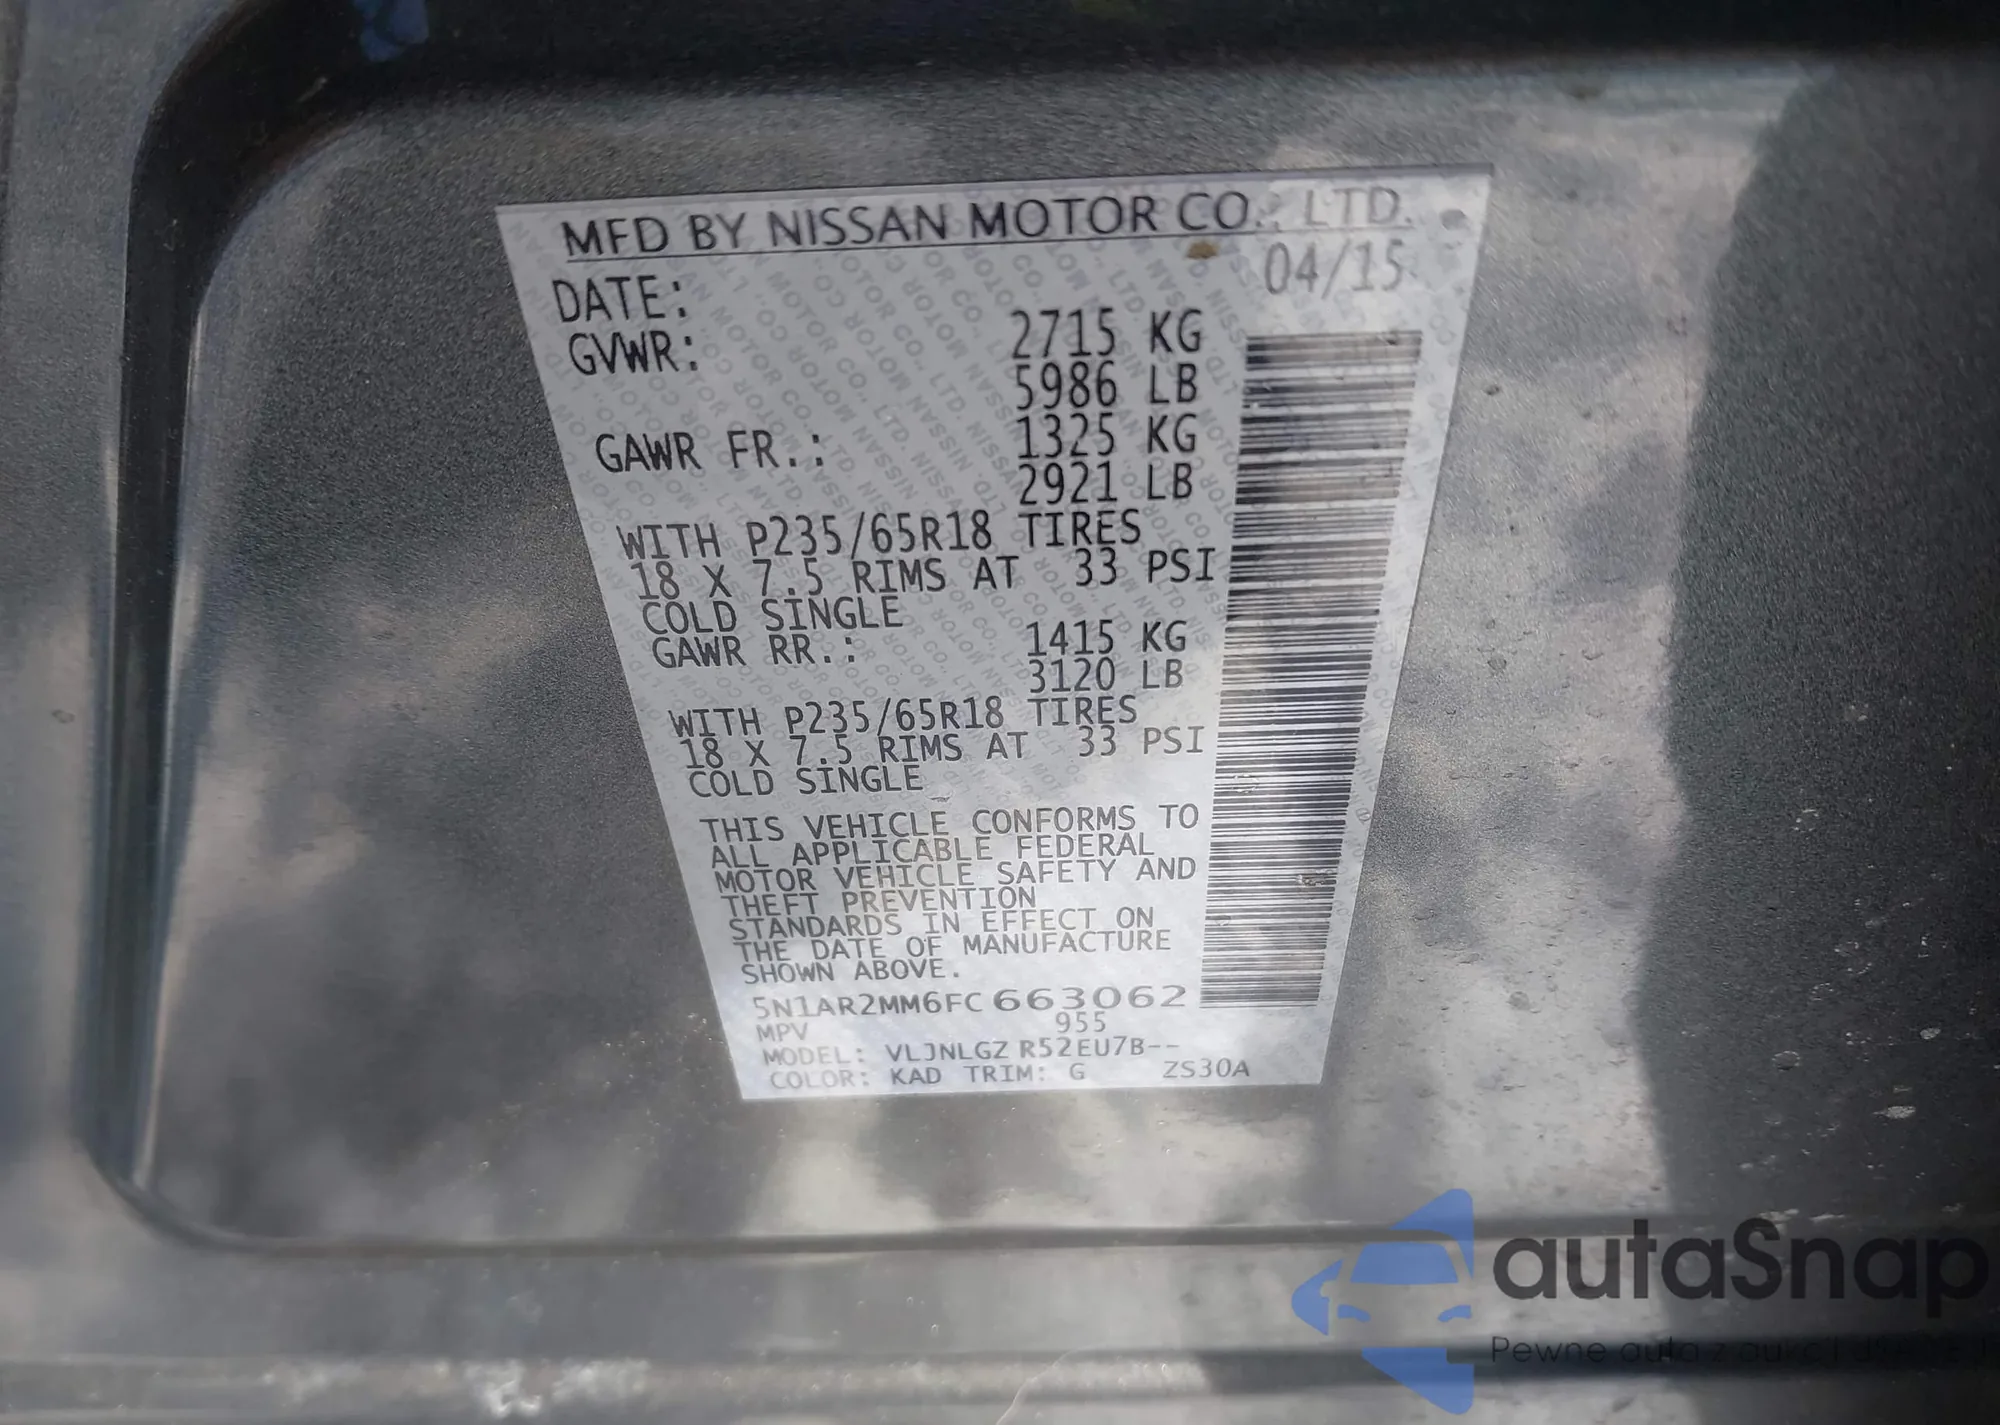 MFD BY NISSAN MOTOR CO., LTD.
DATE: 04/15
GVWR: 2715 KG
5986 LB
GAWR FR.: 1325 KG
2921 LB
WITH P235/65R18 TIRES
18 X 7.5 RIMS AT 33 PSI
COLD SINGLE
GAWR RR.: 1415 KG
3120 LB
WITH P235/65R18 TIRES
18 X 7.5 RIMS AT 33 PSI
COLD SINGLE
THIS VEHICLE CONFORMS TO
ALL APPLICABLE FEDERAL
MOTOR VEHICLE SAFETY AND
THEFT PREVENTION
STANDARDS IN EFFECT ON
THE DATE OF MANUFACTURE
SHOWN ABOVE.
5N1AR2MM6FC663062
MPV 955
MODEL: VLJNLGZ R52EU7B--
COLOR: KAD TRIM: G ZS30A
autaSnap
Pewne auto z aukcji